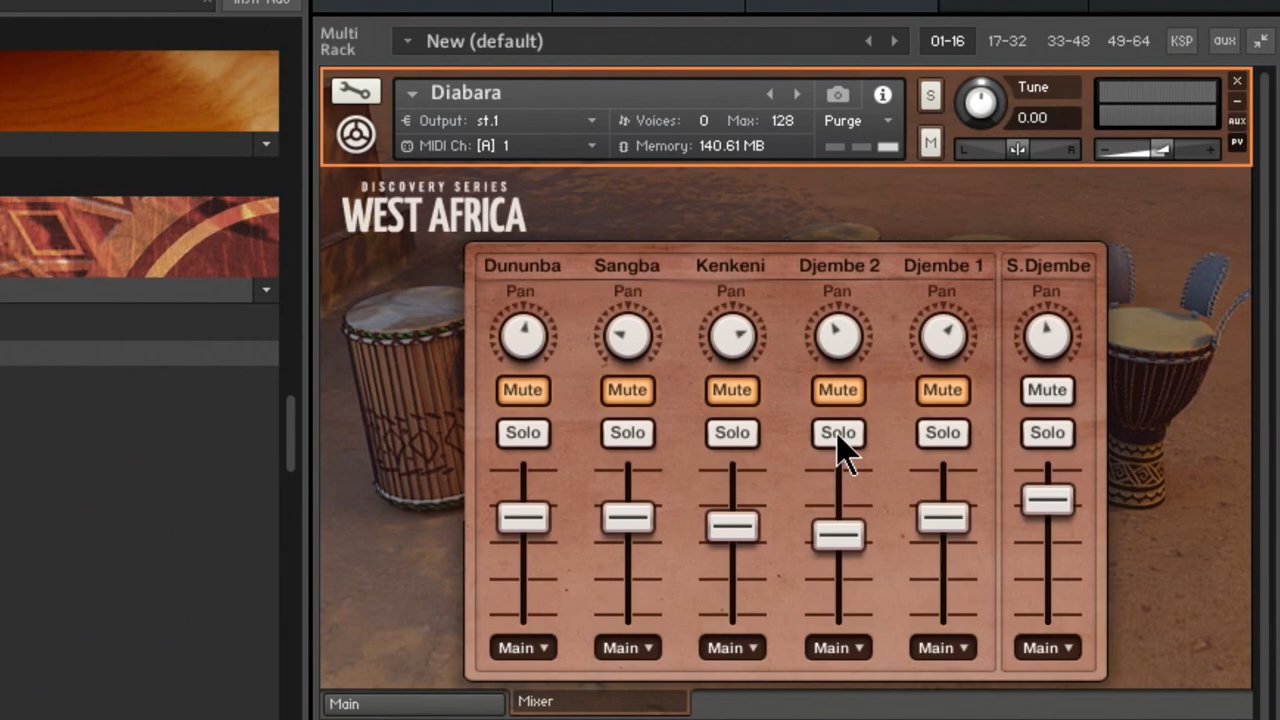 Multi
Rack
New (default)
01-16
17-32
33-48
49-64
KSP
aux
Diabara
S
Tune
0.00
Output: st.1
Voices: 0 Max: 128
Purge
MIDI Ch: [A] 1
Memory: 140.61 MB
M
L
R
AUX
PV
DISCOVERY SERIES
WEST AFRICA
Dununba Sangba Kenkeni Djembe 2 Djembe 1 S.Djembe
Pan Pan Pan Pan Pan Pan
Mute Mute Mute Mute Mute Mute
Solo Solo Solo Solo Solo Solo
Main Main Main Main Main Main
Main
Mixer